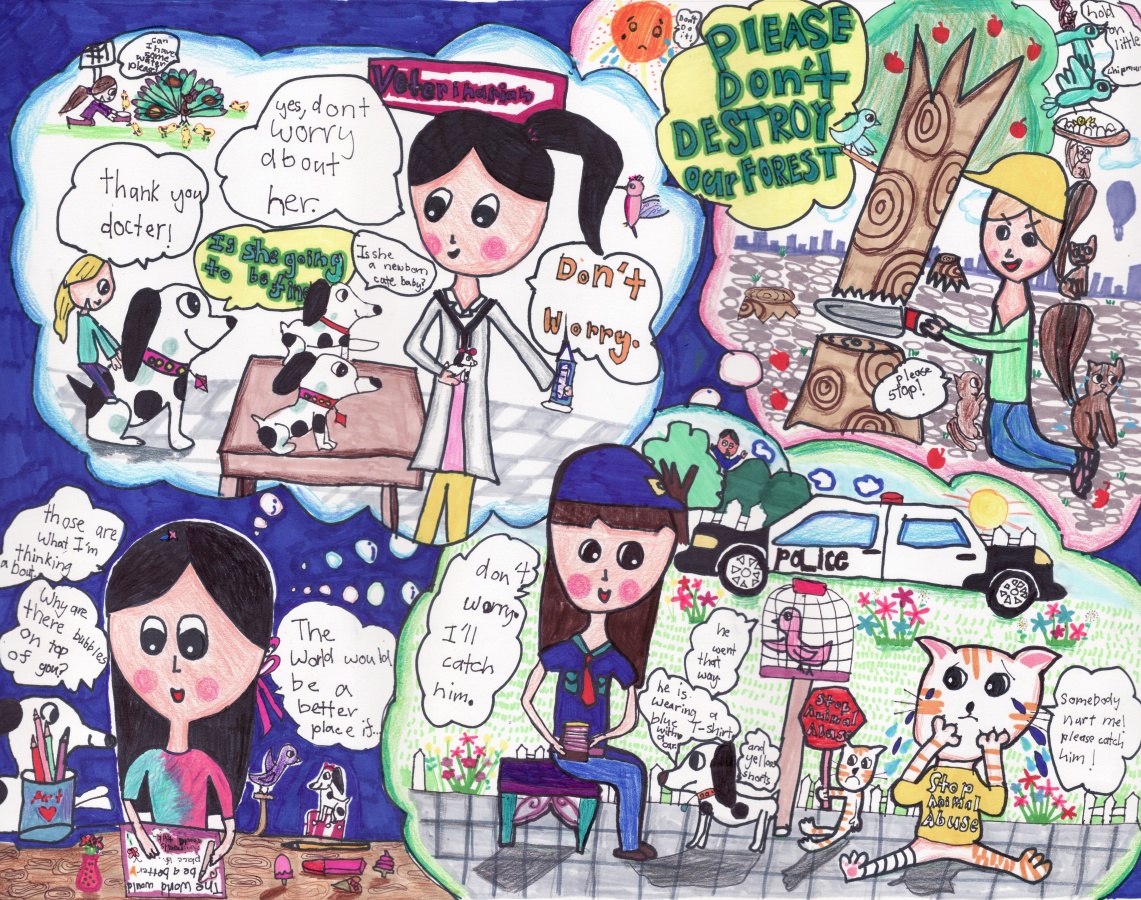 can
I have
some
water
please?
yes, dont
worry
about
her.
Veterinarian
thank you
docter!
Is she going
to be fine
Is she
a newborn
cate baby?
Don't
Worry.
Don't
Do
it!
PLEASE
Don't
DESTROY
our FOREST
hold
on
little
chipmunk
please
stop!
those are
What I'm
thinking
about.
Why are
there bubbles
on top
of you?
The
World would
be a
better
place if...
Art
The World would
be a better
place if
don't
worry.
I'll
catch
him.
POLICE
he
went
that
way.
he is
wearing a
blue T-shirt
with a
and
yellow
shorts
Stop
Animal
Abuse
Somebody
hurt me!
please catch
him!
Stop
Animal
Abuse